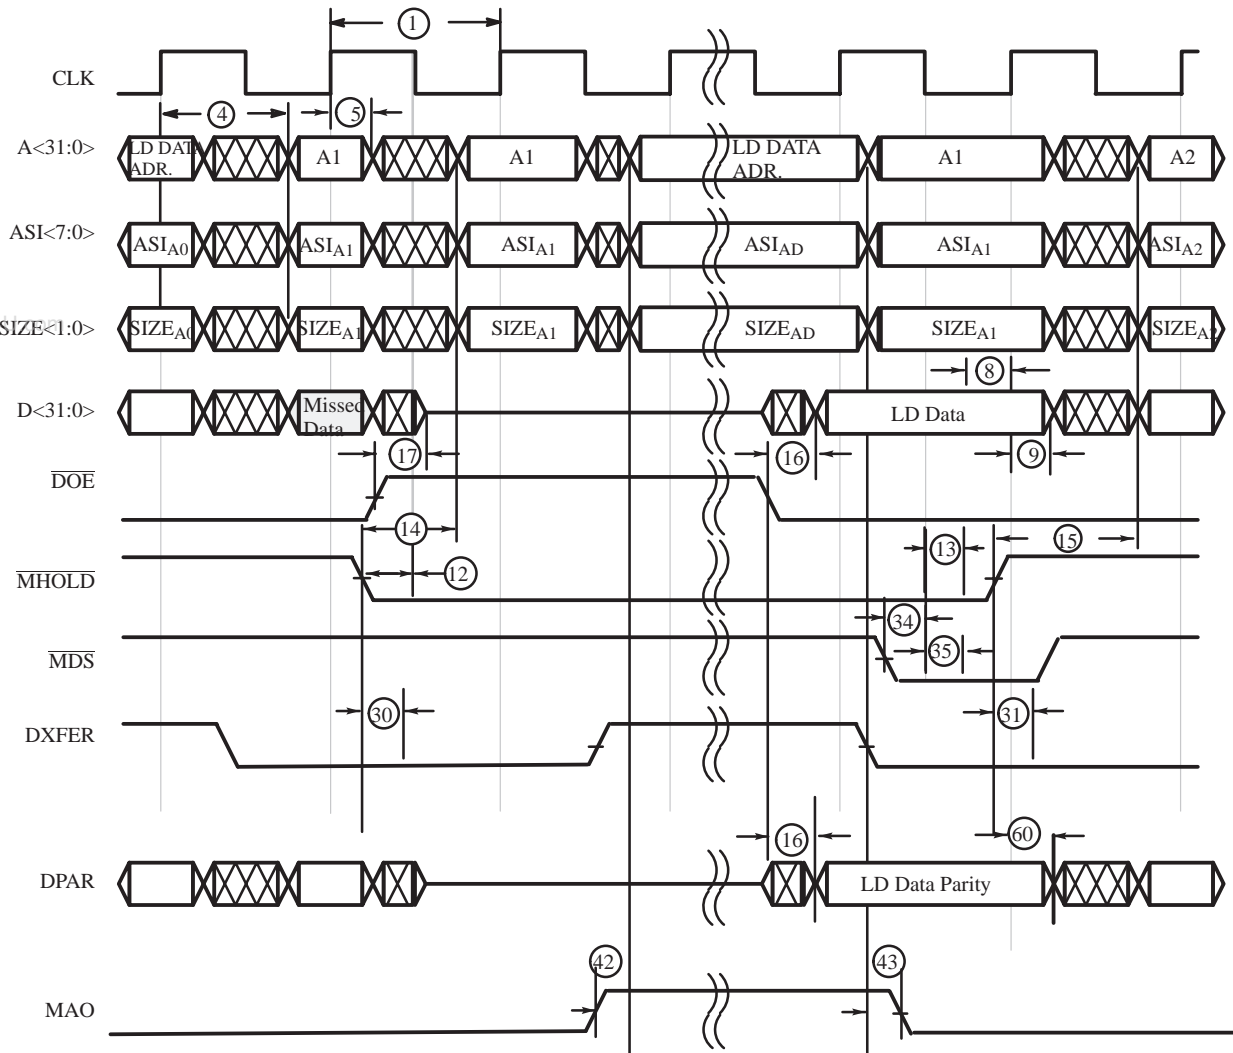 1
CLK
4
5
A<31:0>
LD DATA ADR.
A1
A1
LD DATA ADR.
A1
A2
ASI<7:0>
ASIA0
ASIA1
ASIA1
ASIAD
ASIA1
ASIA2
SIZE<1:0>
SIZEA0
SIZEA1
SIZEA1
SIZEAD
SIZEA1
SIZEA2
8
D<31:0>
Missed Data
LD Data
17
16
9
DOE
14
13
15
MHOLD
12
34
MDS
35
30
31
DXFER
16
60
DPAR
LD Data Parity
42
43
MAO